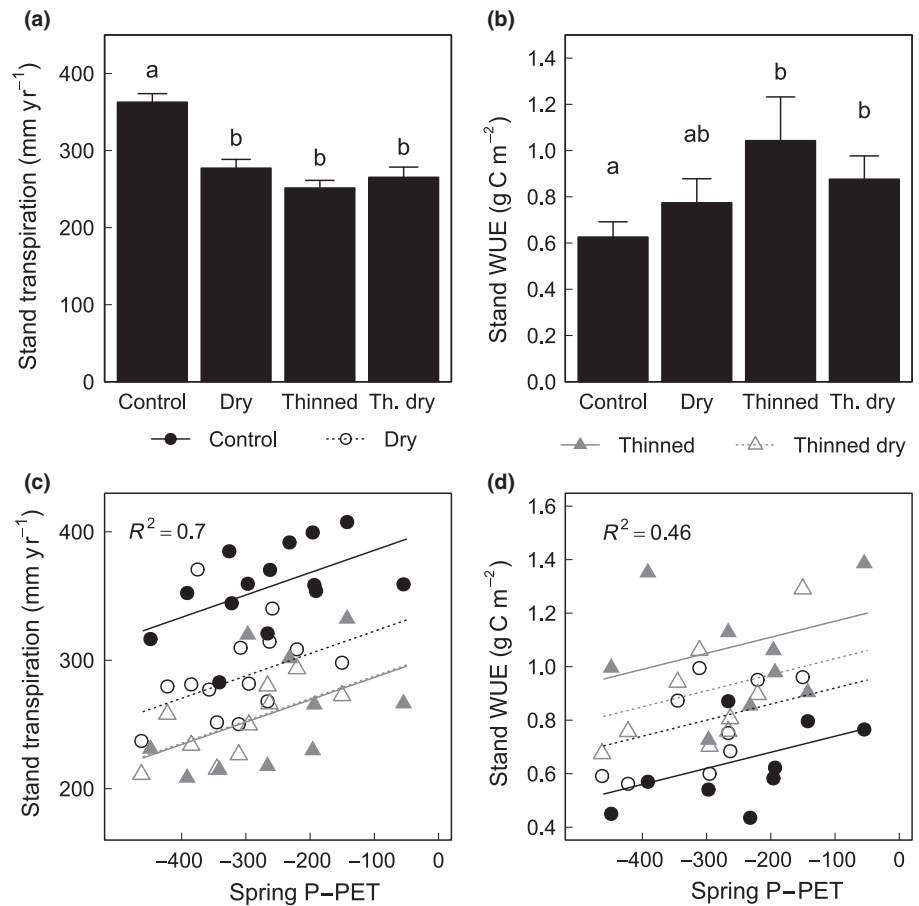 (a)
Stand transpiration (mm yr⁻¹)
400
300
200
100
0
a
b
b
b
Control Dry Thinned Th. dry
(b)
Stand WUE (g C m⁻²)
1.4
1.2
1.0
0.8
0.6
0.4
0.2
0.0
a
ab
b
b
Control Dry Thinned Th. dry
Control Dry
Thinned Thinned dry
(c)
Stand transpiration (mm yr⁻¹)
400
300
200
R² = 0.7
−400 −300 −200 −100 0
Spring P−PET
(d)
Stand WUE (g C m⁻²)
1.6
1.4
1.2
1.0
0.8
0.6
0.4
R² = 0.46
−400 −300 −200 −100 0
Spring P−PET